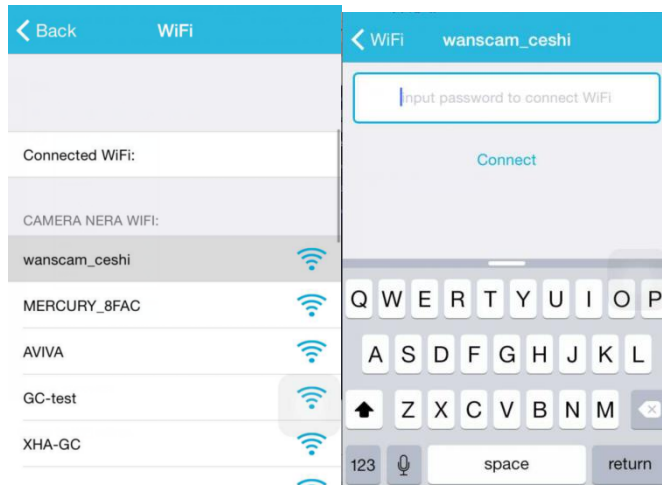 Back WiFi
Connected WiFi:
CAMERA NERA WIFI:
wanscam_ceshi
MERCURY_8FAC
AVIVA
GC-test
XHA-GC
WiFi wanscam_ceshi
input password to connect WiFi
Connect
Q W E R T Y U I O P
A S D F G H J K L
Z X C V B N M
123 space return